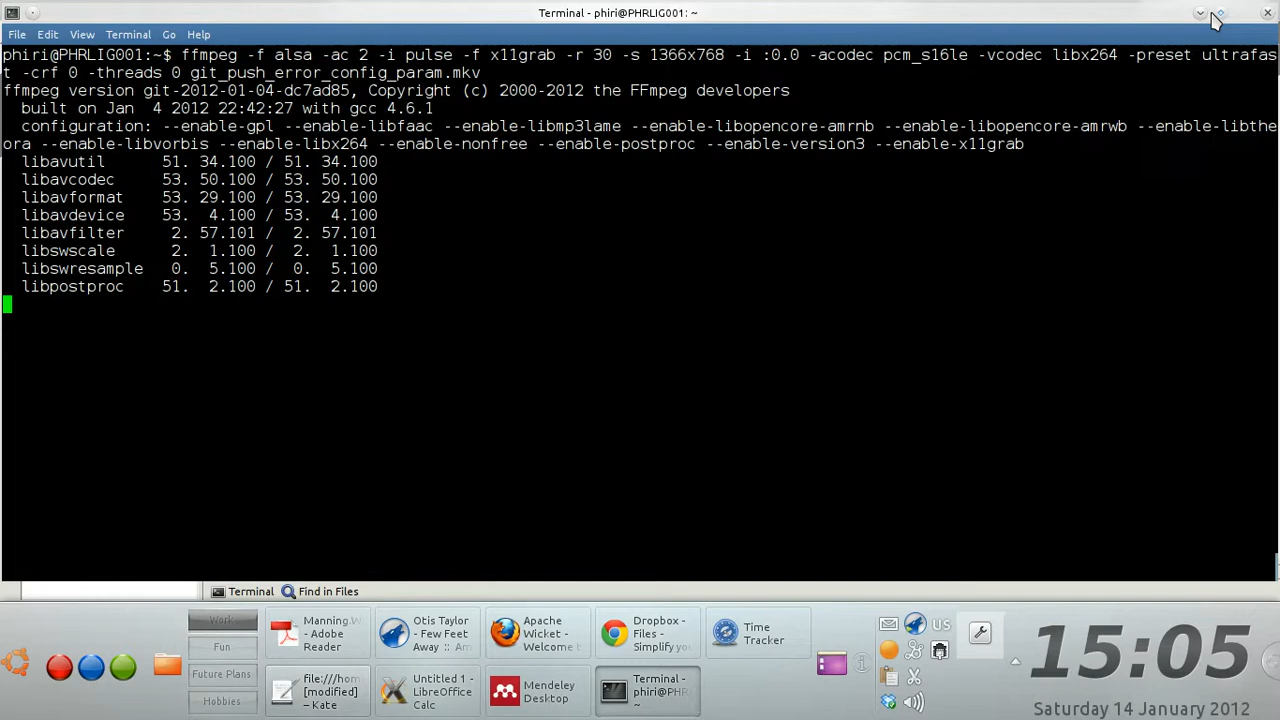 Terminal - phiri@PHRLIG001: ~
File Edit View Terminal Go Help
phiri@PHRLIG001:~$ ffmpeg -f alsa -ac 2 -i pulse -f x11grab -r 30 -s 1366x768 -i :0.0 -acodec pcm_s16le -vcodec libx264 -preset ultrafas
t -crf 0 -threads 0 git_push_error_config_param.mkv
ffmpeg version git-2012-01-04-dc7ad85, Copyright (c) 2000-2012 the FFmpeg developers
built on Jan 4 2012 22:42:27 with gcc 4.6.1
configuration: --enable-gpl --enable-libfaac --enable-libmp3lame --enable-libopencore-amrnb --enable-libopencore-amrwb --enable-libthe
ora --enable-libvorbis --enable-libx264 --enable-nonfree --enable-postproc --enable-version3 --enable-x11grab
libavutil 51. 34.100 / 51. 34.100
libavcodec 53. 50.100 / 53. 50.100
libavformat 53. 29.100 / 53. 29.100
libavdevice 53. 4.100 / 53. 4.100
libavfilter 2. 57.101 / 2. 57.101
libswscale 2. 1.100 / 2. 1.100
libswresample 0. 5.100 / 0. 5.100
libpostproc 51. 2.100 / 51. 2.100
Terminal Find in Files
Work
Fun
Future Plans
Hobbies
Manning.W
- Adobe
Reader
Otis Taylor
- Few Feet
Away :: Am
Apache
Wicket -
Welcome t
Dropbox -
Files -
Simplify yo
Time
Tracker
file:///hom
[modified]
- Kate
Untitled 1 -
LibreOffice
Calc
Mendeley
Desktop
Terminal -
phiri@PHR
~
US
15:05
Saturday 14 January 2012